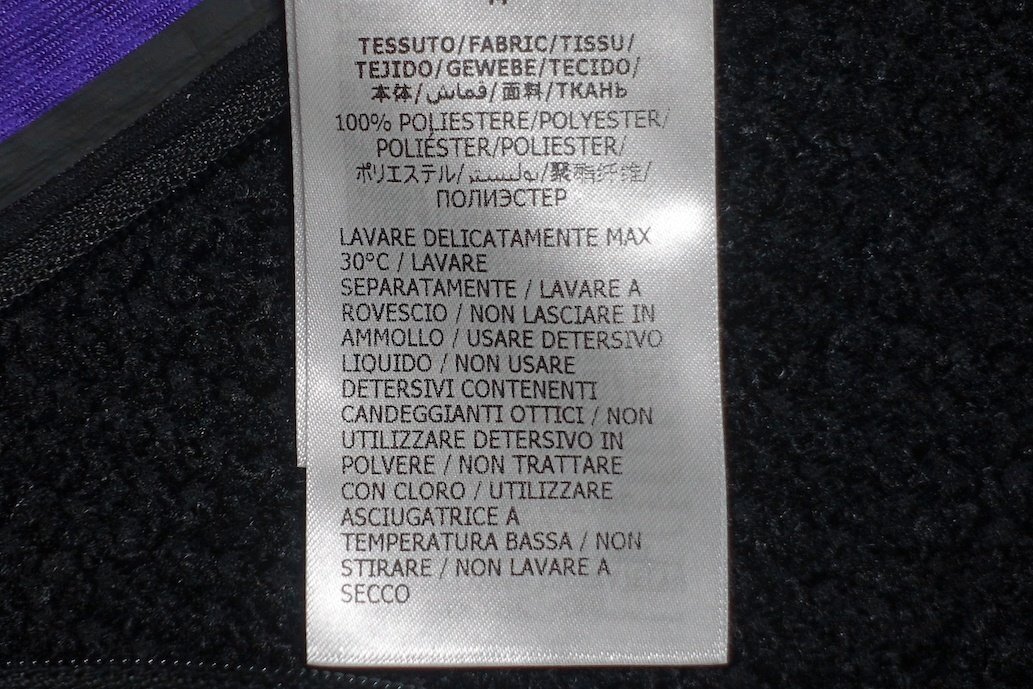 TESSUTO/FABRIC/TISSU/
TEJIDO/GEWEBE/TECIDO/
本体/قماش/面料/ТКАНЬ
100% POLIESTERE/POLYESTER/
POLIÉSTER/POLIESTER/
ポリエステル/بوليستر/聚酯纤维/
ПОЛИЭСТЕР
LAVARE DELICATAMENTE MAX
30°C / LAVARE
SEPARATAMENTE / LAVARE A
ROVESCIO / NON LASCIARE IN
AMMOLLO / USARE DETERSIVO
LIQUIDO / NON USARE
DETERSIVI CONTENENTI
CANDEGGIANTI OTTICI / NON
UTILIZZARE DETERSIVO IN
POLVERE / NON TRATTARE
CON CLORO / UTILIZZARE
ASCIUGATRICE A
TEMPERATURA BASSA / NON
STIRARE / NON LAVARE A
SECCO